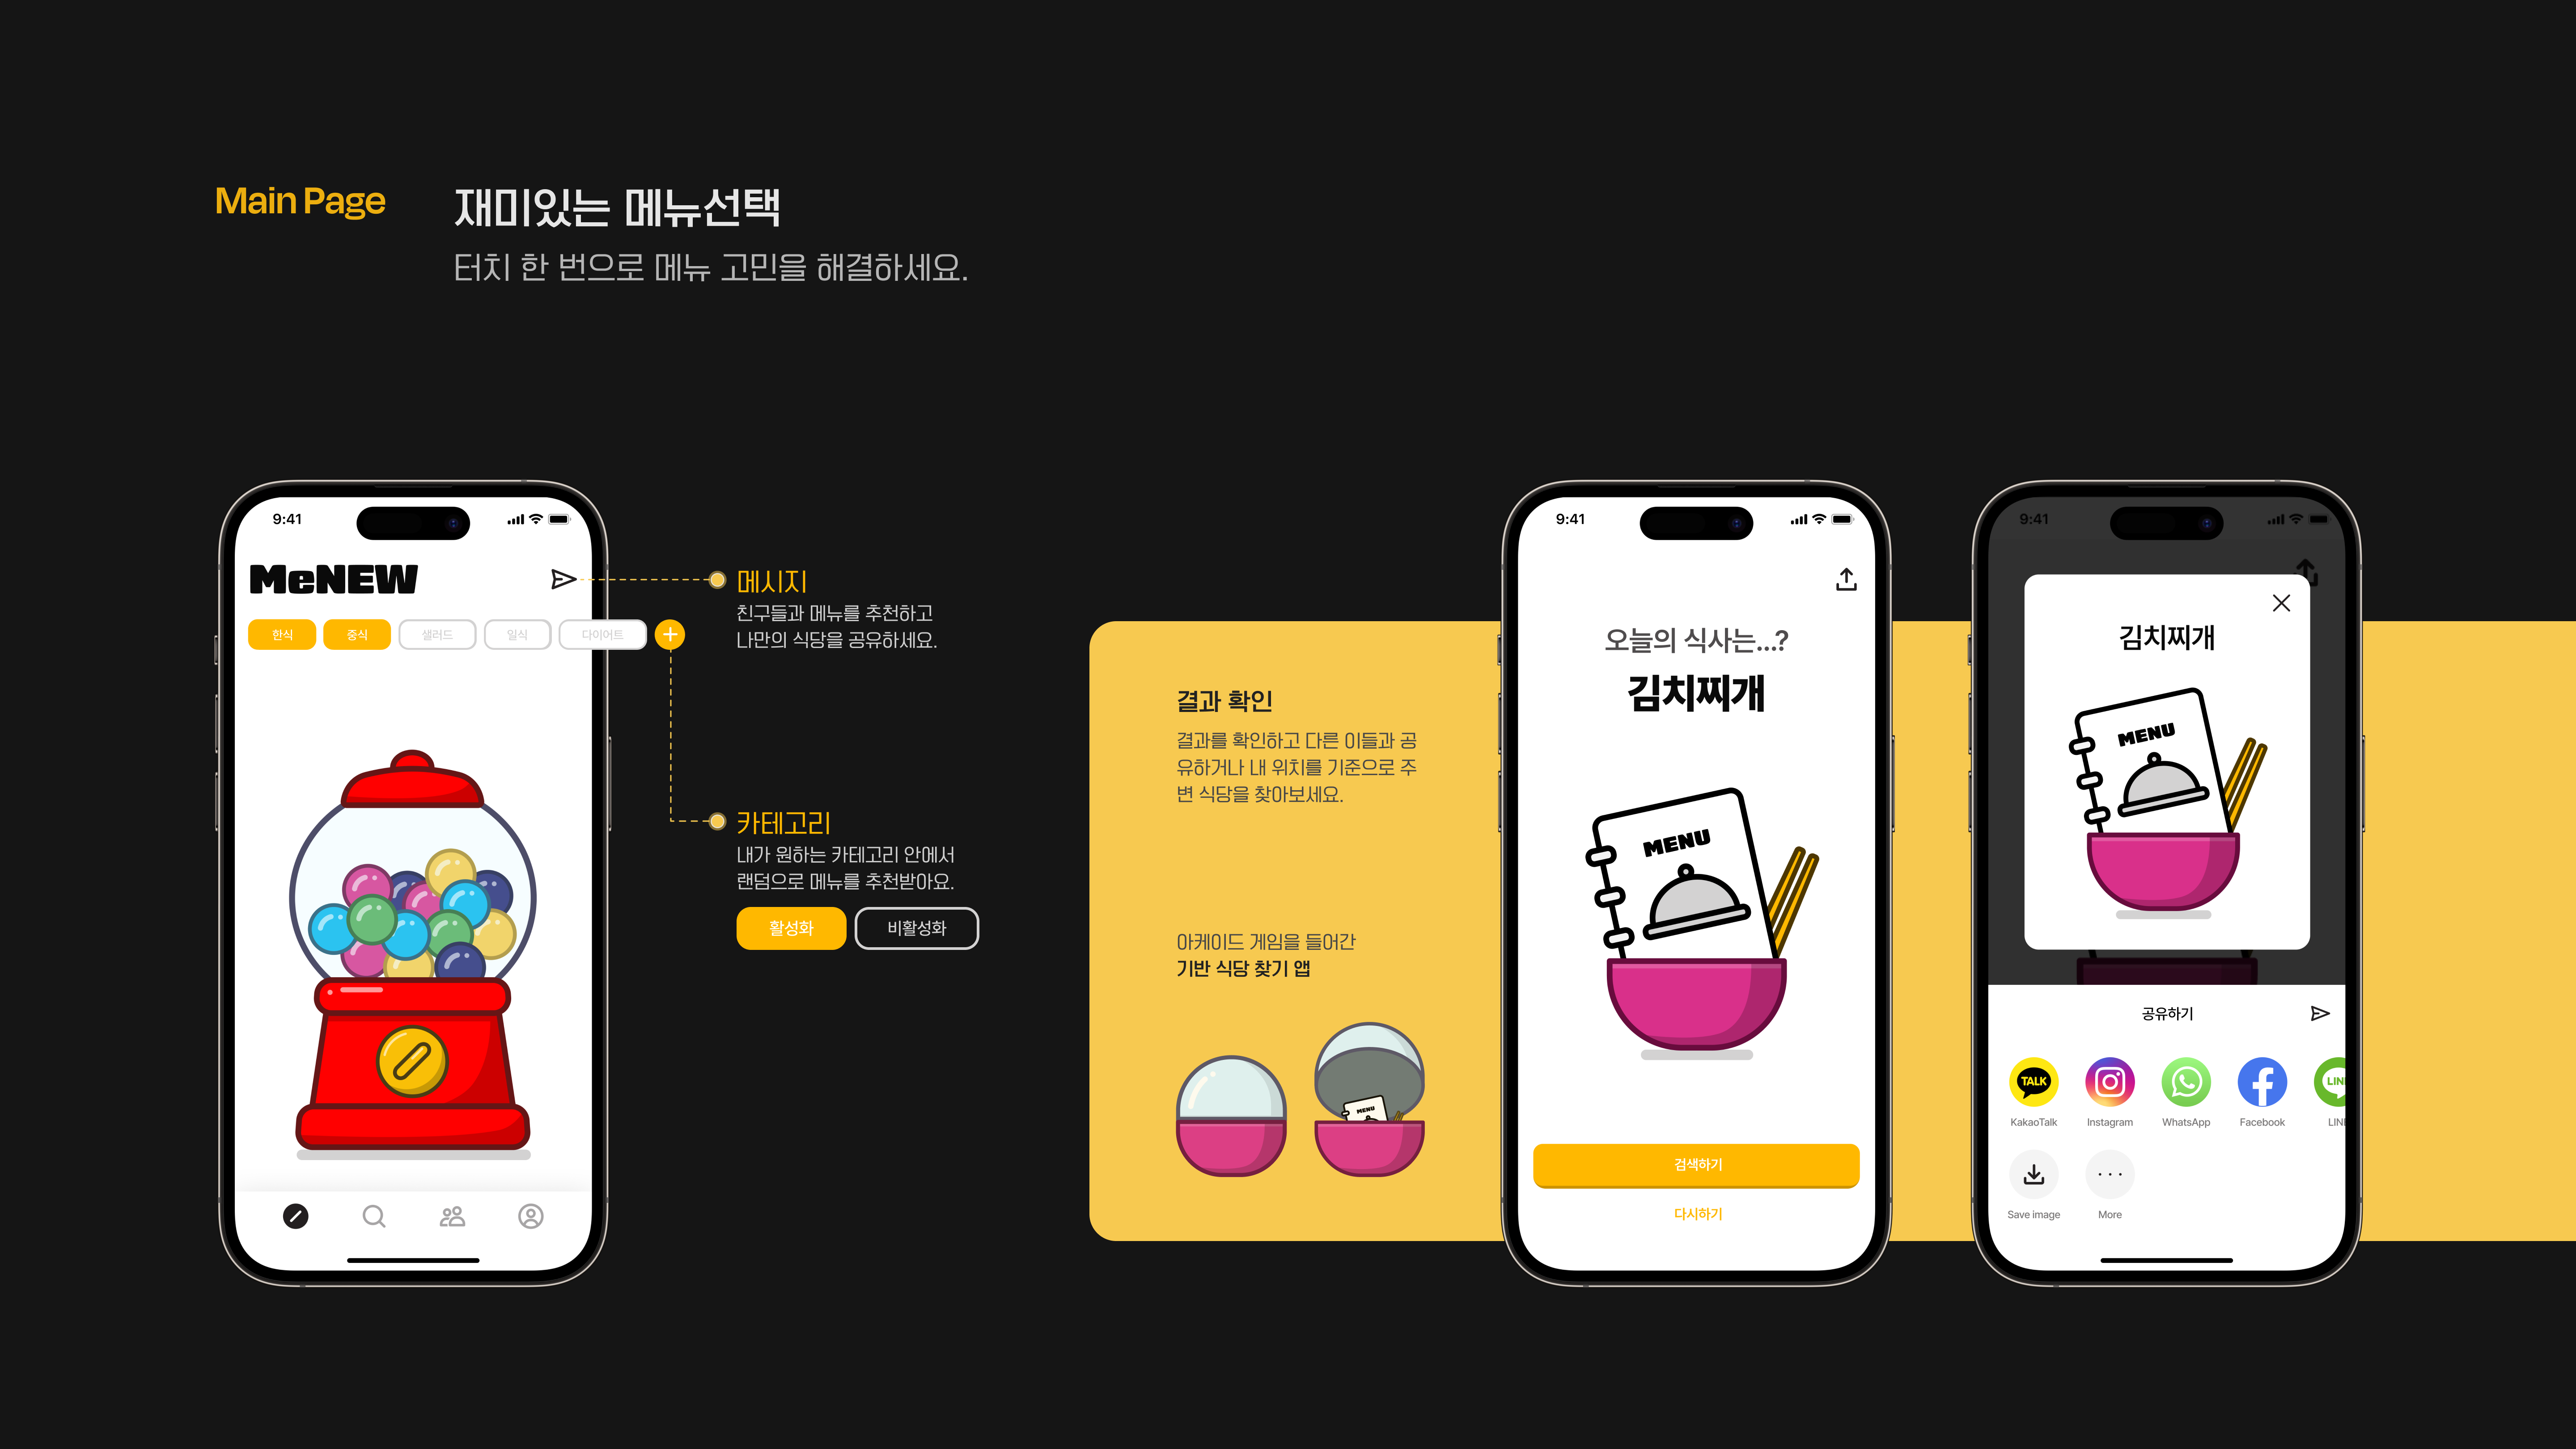 Main Page
재미있는 메뉴선택
터치 한 번으로 메뉴 고민을 해결하세요.
9:41
MeNEW
한식
중식
샐러드
일식
다이어트
메시지
친구들과 메뉴를 추천하고
나만의 식당을 공유하세요.
카테고리
내가 원하는 카테고리 안에서
랜덤으로 메뉴를 추천받아요.
활성화
비활성화
결과 확인
결과를 확인하고 다른 이들과 공
유하거나 내 위치를 기준으로 주
변 식당을 찾아보세요.
아케이드 게임을 들어간
기반 식당 찾기 앱
MENU
9:41
오늘의 식사는...?
김치찌개
MENU
검색하기
다시하기
9:41
김치찌개
MENU
공유하기
TALK
LIN
KakaoTalk
Instagram
WhatsApp
Facebook
LIN
Save image
More